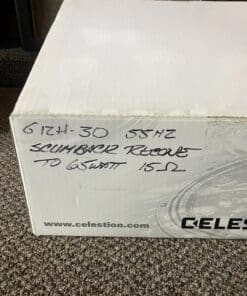 G12H-30 55HZ
SCUMBACK RECONE
TO 65WATT 15Ω
www.celestion.com CELES